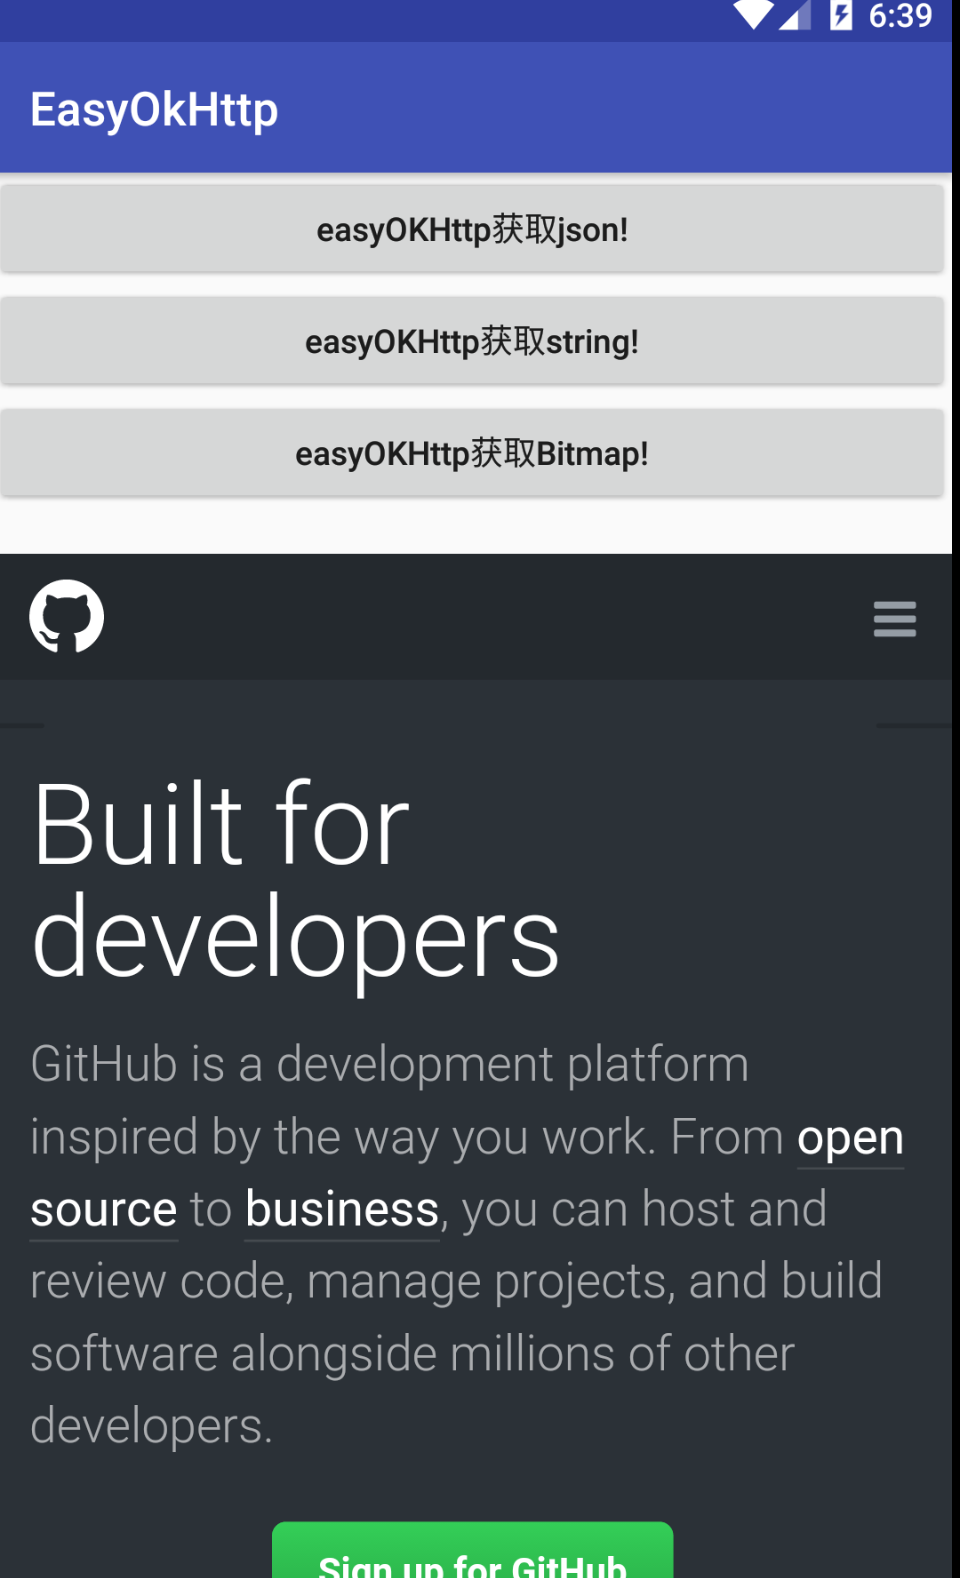 6:39
EasyOkHttp
easyOKHttp获取json!
easyOKHttp获取string!
easyOKHttp获取Bitmap!
Built for
developers
GitHub is a development platform
inspired by the way you work. From open
source to business, you can host and
review code, manage projects, and build
software alongside millions of other
developers.
Sign up for GitHub